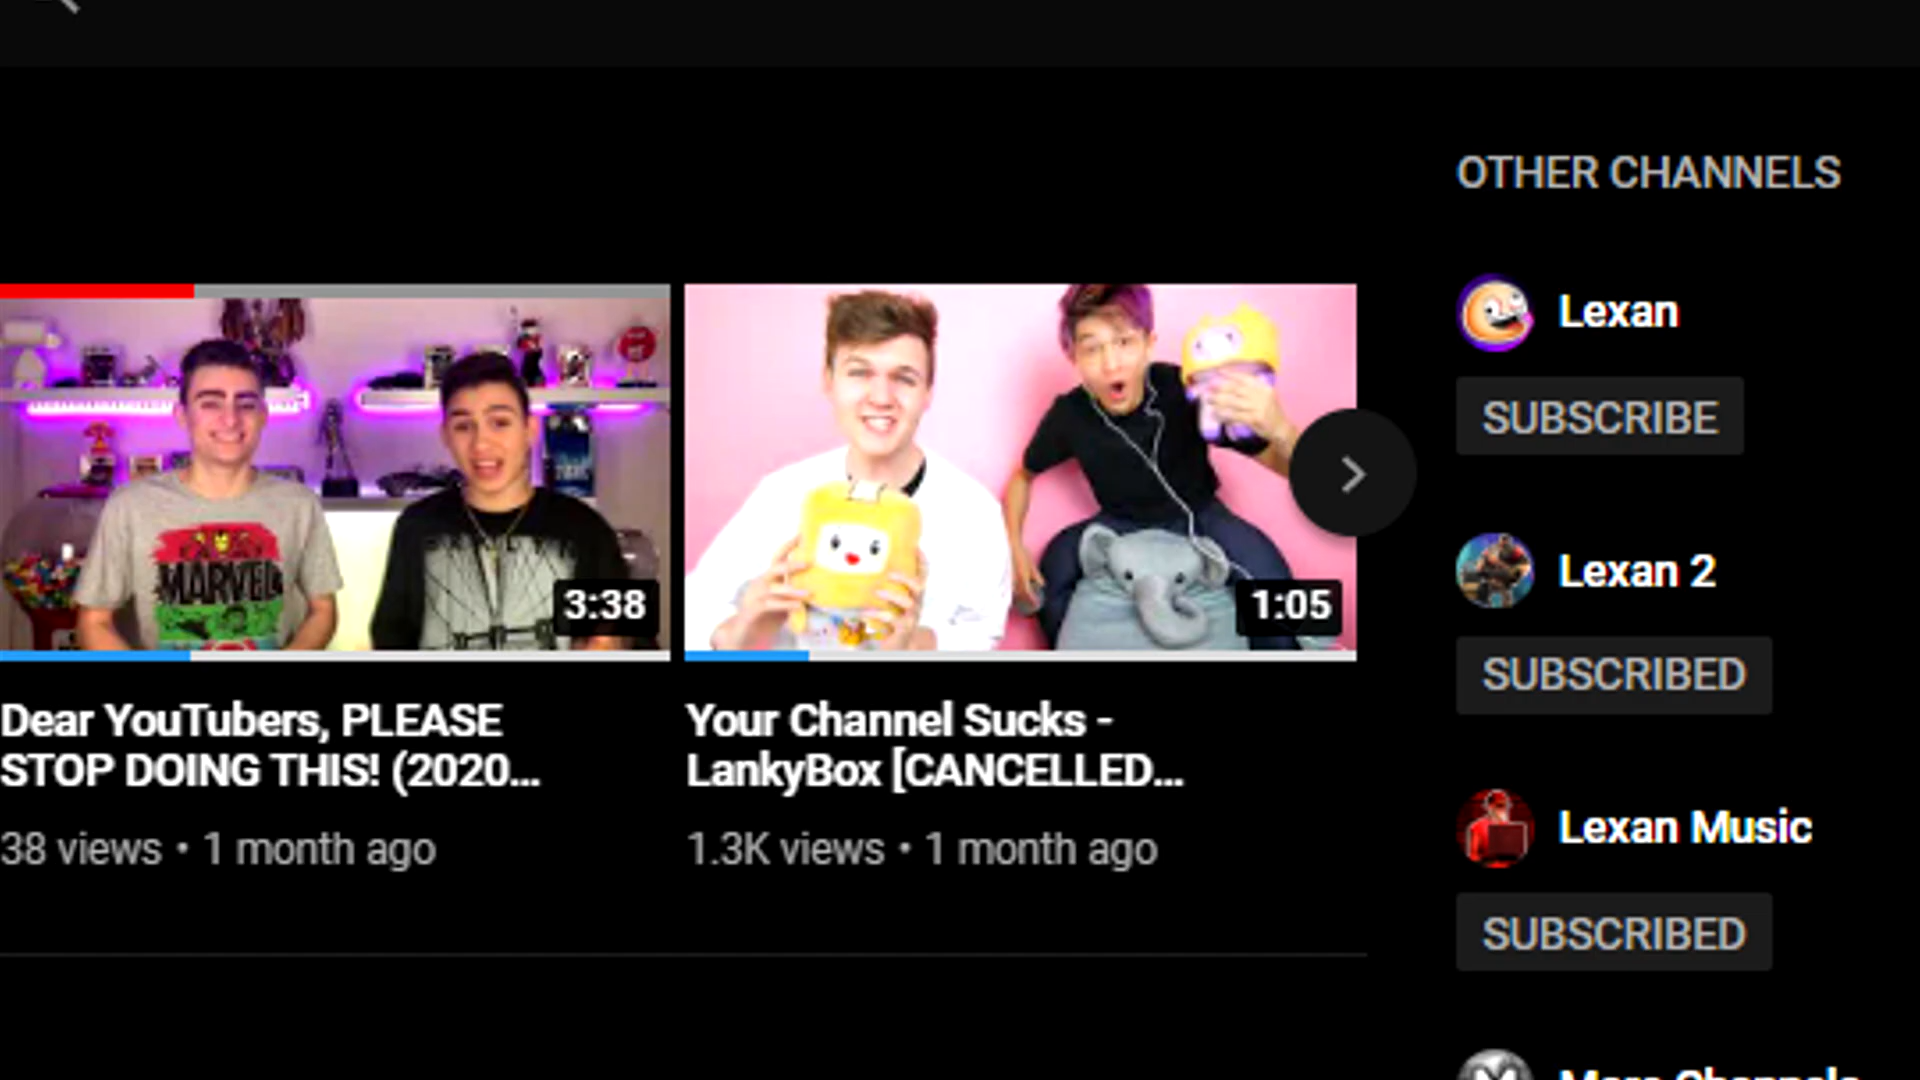 OTHER CHANNELS
Lexan
SUBSCRIBE
Lexan 2
SUBSCRIBED
Lexan Music
SUBSCRIBED
MARVEL
3:38
1:05
Dear YouTubers, PLEASE
STOP DOING THIS! (2020...
38 views • 1 month ago
Your Channel Sucks -
LankyBox [CANCELLED...
1.3K views • 1 month ago